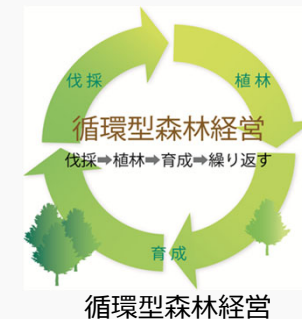 伐採
植林
循環型森林経営
伐採➡植林➡育成➡繰り返す
育成
循環型森林経営